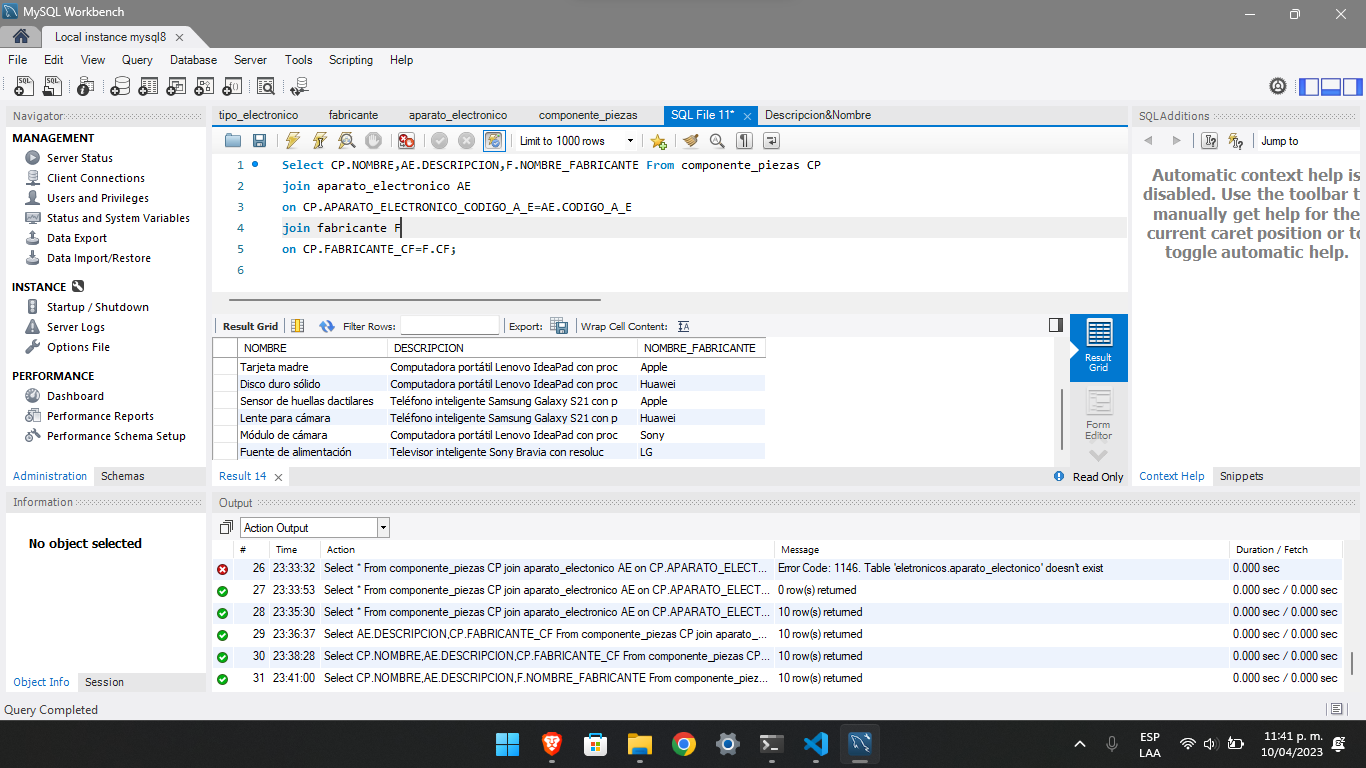 MySQL Workbench
Local instance mysql8
File Edit View Query Database Server Tools Scripting Help
Navigator
MANAGEMENT
Server Status
Client Connections
Users and Privileges
Status and System Variables
Data Export
Data Import/Restore
INSTANCE
Startup / Shutdown
Server Logs
Options File
PERFORMANCE
Dashboard
Performance Reports
Performance Schema Setup
Administration Schemas
Information
No object selected
Object Info Session
tipo_electronico fabricante aparato_electronico componente_piezas SQL File 11* Descripcion&Nombre
Limit to 1000 rows
1 Select CP.NOMBRE,AE.DESCRIPCION,F.NOMBRE_FABRICANTE From componente_piezas CP
2 join aparato_electronico AE
3 on CP.APARATO_ELECTRONICO_CODIGO_A_E=AE.CODIGO_A_E
4 join fabricante F
5 on CP.FABRICANTE_CF=F.CF;
6
Result Grid Filter Rows: Export: Wrap Cell Content:
NOMBRE DESCRIPCION NOMBRE_FABRICANTE
Tarjeta madre Computadora portátil Lenovo IdeaPad con proc Apple
Disco duro sólido Computadora portátil Lenovo IdeaPad con proc Huawei
Sensor de huellas dactilares Teléfono inteligente Samsung Galaxy S21 con p Apple
Lente para cámara Teléfono inteligente Samsung Galaxy S21 con p Huawei
Módulo de cámara Computadora portátil Lenovo IdeaPad con proc Sony
Fuente de alimentación Televisor inteligente Sony Bravia con resoluc LG
Result Grid
Form Editor
Result 14
Read Only
SQLAdditions
Jump to
Automatic context help is
disabled. Use the toolbar t
manually get help for the
current caret position or to
toggle automatic help.
Context Help Snippets
Output
Action Output
# Time Action Message Duration / Fetch
26 23:33:32 Select * From componente_piezas CP join aparato_electonico AE on CP.APARATO_ELECT... Error Code: 1146. Table 'eletronicos.aparato_electonico' doesn't exist 0.000 sec
27 23:33:53 Select * From componente_piezas CP join aparato_electronico AE on CP.APARATO_ELECT... 0 row(s) returned 0.000 sec / 0.000 sec
28 23:35:30 Select * From componente_piezas CP join aparato_electronico AE on CP.APARATO_ELECT... 10 row(s) returned 0.000 sec / 0.000 sec
29 23:36:37 Select AE.DESCRIPCION,CP.FABRICANTE_CF From componente_piezas CP join aparato_... 10 row(s) returned 0.000 sec / 0.000 sec
30 23:38:28 Select CP.NOMBRE,AE.DESCRIPCION,CP.FABRICANTE_CF From componente_piezas CP... 10 row(s) returned 0.000 sec / 0.000 sec
31 23:41:00 Select CP.NOMBRE,AE.DESCRIPCION,F.NOMBRE_FABRICANTE From componente_piez... 10 row(s) returned 0.000 sec / 0.000 sec
Query Completed
ESP
LAA
11:41 p. m.
10/04/2023